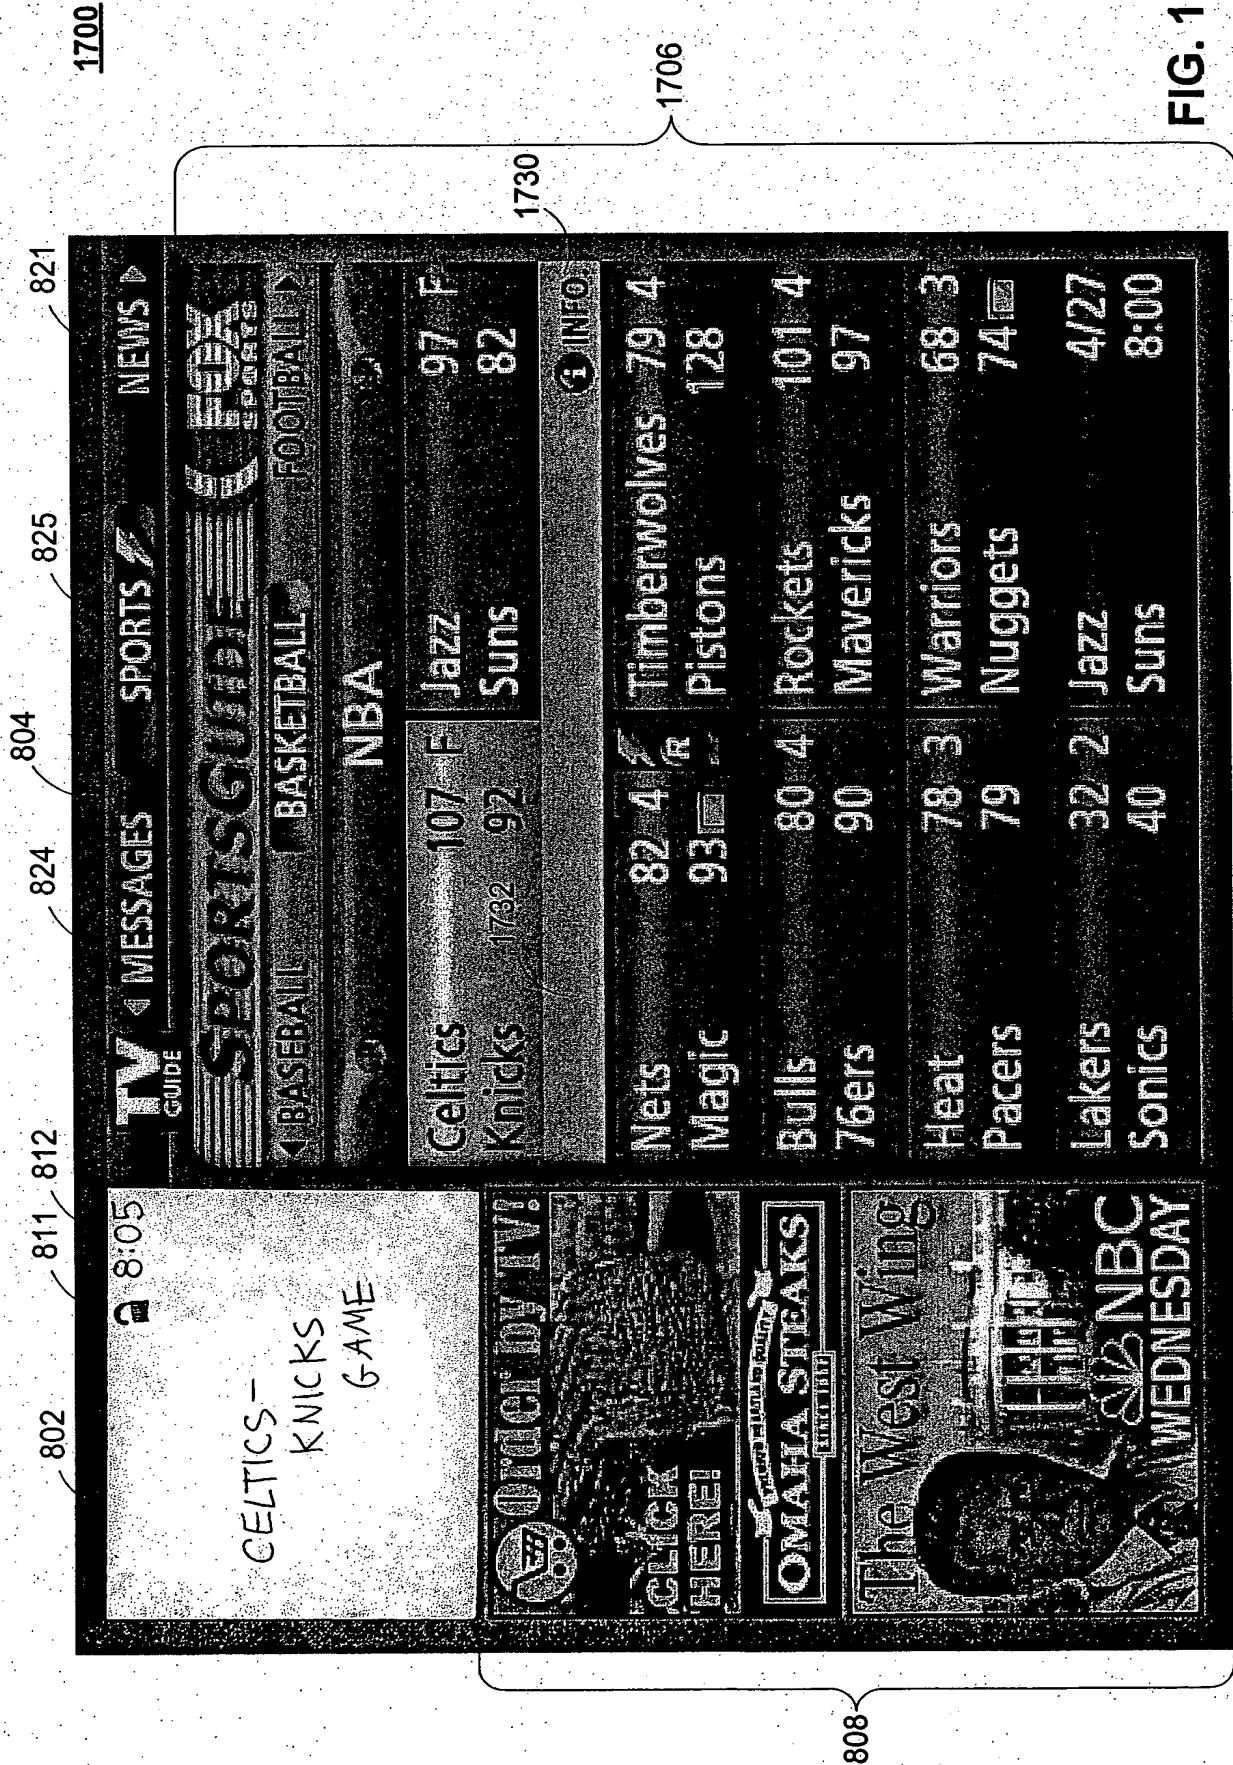 1700
802
811
812
824
804
825
821
8:05
CELTICS-
KNICKS
GAME
Order by TV!
CLICK
HERE!
OMAHA STEAKS
SINCE 1917
The West Wing
NBC
WEDNESDAY
808
TV
GUIDE
MESSAGES
SPORTS
NEWS
SPORTSGUIDE
FOX
SPORTS
BASEBALL
BASKETBALL
FOOTBALL
NBA
Celtics 107 F
Knicks 92
Jazz 97 F
Suns 82
1732
i INFO
1730
Nets 82 4
Magic 93
R
Timberwolves 79 4
Pistons 128
Bulls 80 4
76ers 90
Rockets 101 4
Mavericks 97
Heat 78 3
Pacers 79
Warriors 68 3
Nuggets 74
Lakers 32 2
Sonics 40
Jazz 4/27
Suns 8:00
1706
FIG. 1